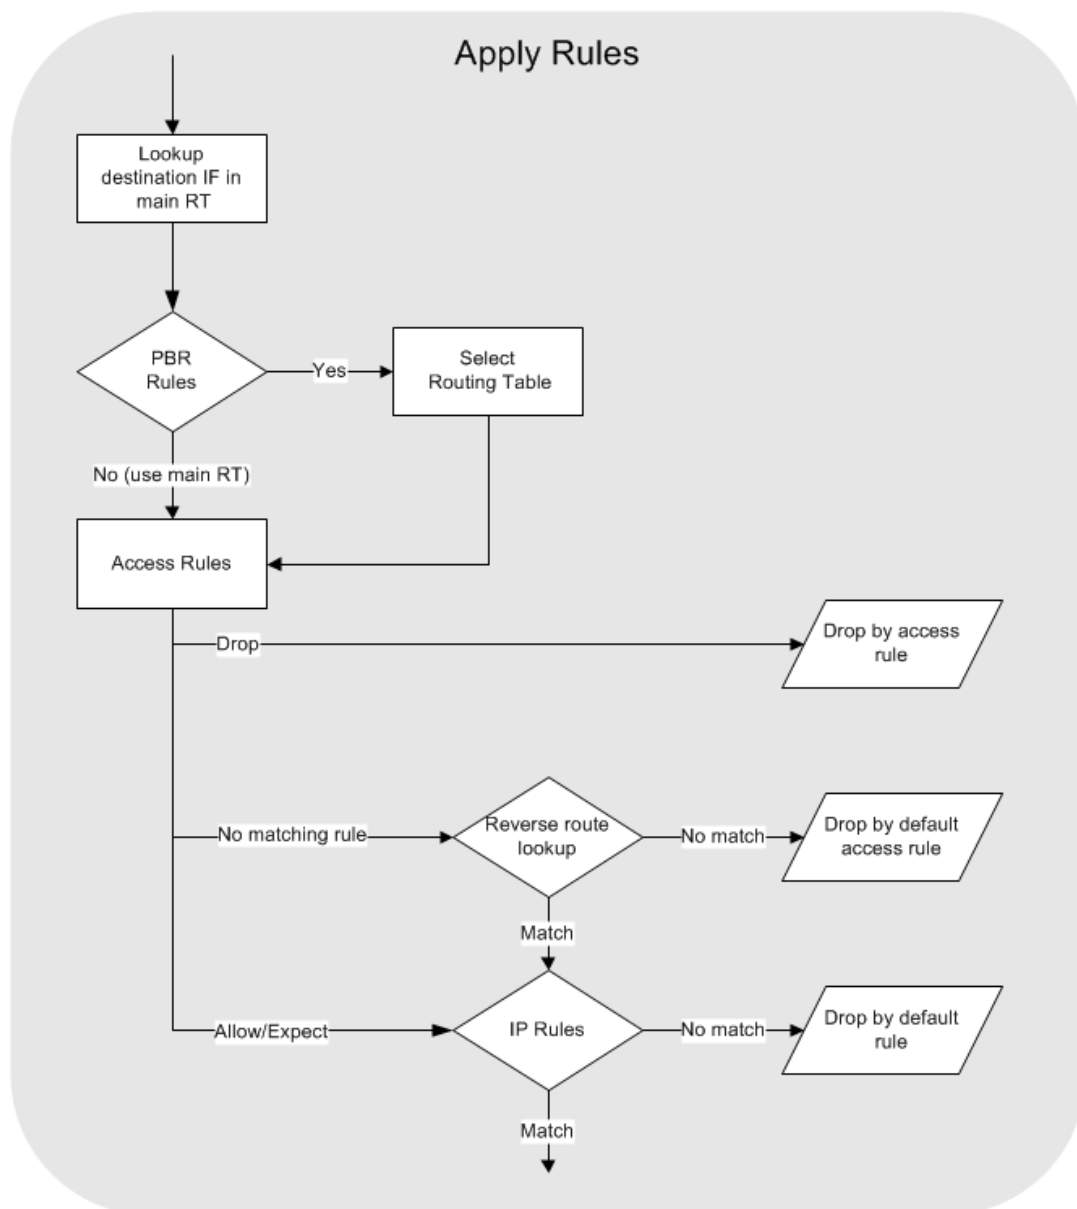 Apply Rules
Lookup
destination IF in
main RT
PBR
Rules
Yes
Select
Routing Table
No (use main RT)
Access Rules
Drop
Drop by access
rule
No matching rule
Reverse route
lookup
No match
Drop by default
access rule
Match
Allow/Expect
IP Rules
No match
Drop by default
rule
Match